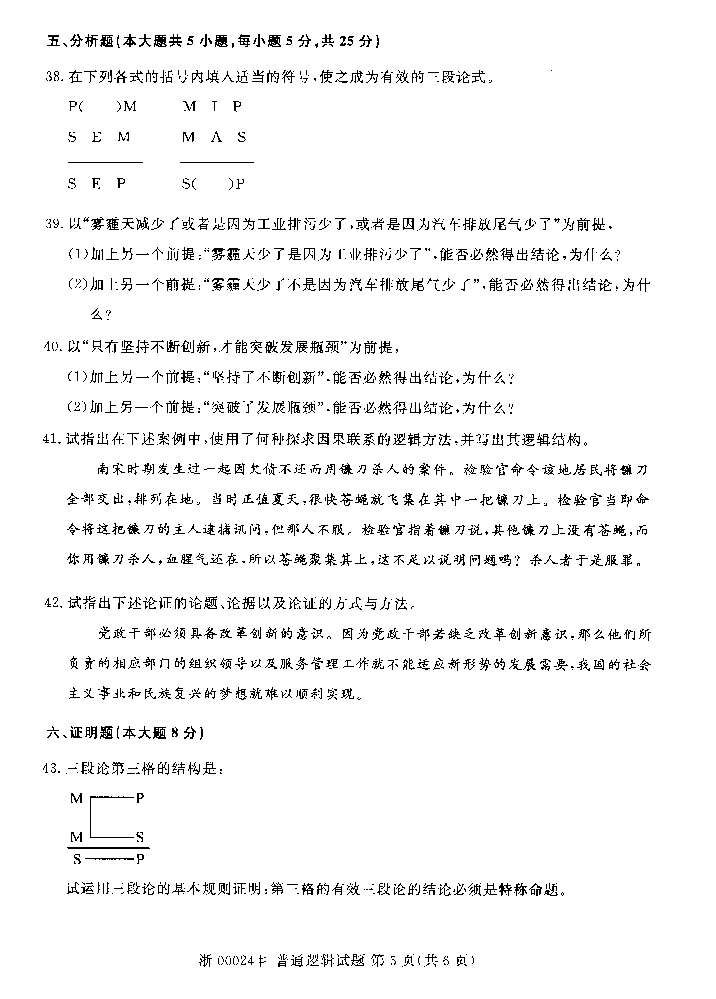 五、分析题(本大题共 5 小题,每小题 5 分,共 25 分)
38. 在下列各式的括号内填入适当的符号,使之成为有效的三段论式。
P(  )M  M I P
S E M  M A S
S E P  S(  )P
39. 以“雾霾天减少了或者是因为工业排污少了,或者是因为汽车排放尾气少了”为前提,
(1)加上另一个前提:“雾霾天少了是因为工业排污少了”,能否必然得出结论,为什么?
(2)加上另一个前提:“雾霾天少了不是因为汽车排放尾气少了”,能否必然得出结论,为什
么?
40. 以“只有坚持不断创新,才能突破发展瓶颈”为前提,
(1)加上另一个前提:“坚持了不断创新”,能否必然得出结论,为什么?
(2)加上另一个前提:“突破了发展瓶颈”,能否必然得出结论,为什么?
41. 试指出在下述案例中,使用了何种探求因果联系的逻辑方法,并写出其逻辑结构。
南宋时期发生过一起因欠债不还而用镰刀杀人的案件。检验官命令该地居民将镰刀
全部交出,排列在地。当时正值夏天,很快苍蝇就飞集在其中一把镰刀上。检验官当即命
令将这把镰刀的主人逮捕讯问,但那人不服。检验官指着镰刀说,其他镰刀上没有苍蝇,而
你用镰刀杀人,血腥气还在,所以苍蝇聚集其上,这不足以说明问题吗? 杀人者于是服罪。
42. 试指出下述论证的论题、论据以及论证的方式与方法。
党政干部必须具备改革创新的意识。因为党政干部若缺乏改革创新意识,那么他们所
负责的相应部门的组织领导以及服务管理工作就不能适应新形势的发展需要,我国的社会
主义事业和民族复兴的梦想就难以顺利实现。
六、证明题(本大题 8 分)
43. 三段论第三格的结构是:
M P
M S
S P
试运用三段论的基本规则证明:第三格的有效三段论的结论必须是特称命题。
浙 00024# 普通逻辑试题 第 5 页(共 6 页)